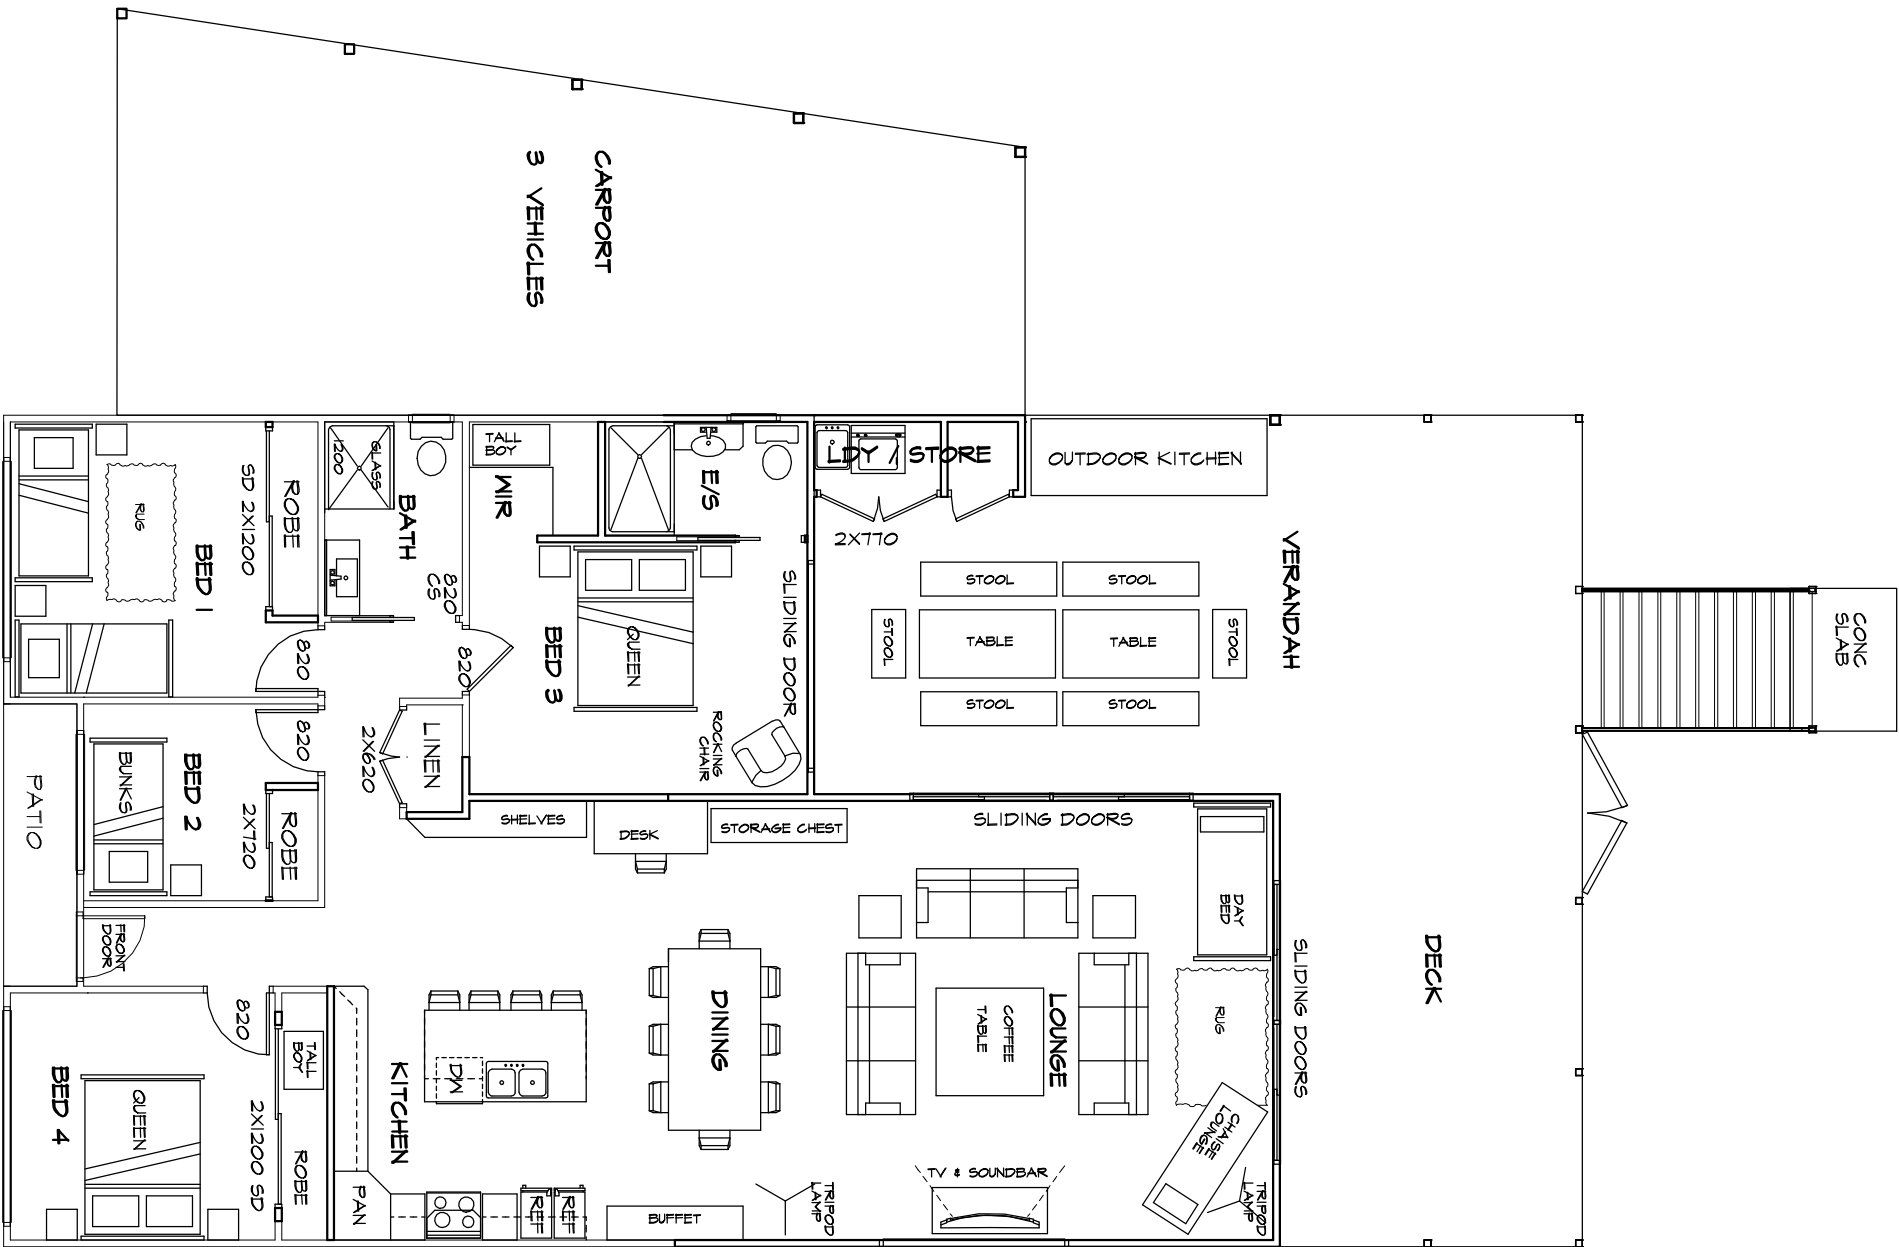 CARPORT
3 VEHICLES
TALL
BOY
WIR
E/S
LDY / STORE
OUTDOOR KITCHEN
2X770
GLASS
1200
BATH
820
CS
ROBE
SD 2X1200
RUG
BED 1
820
820
BED 3
QUEEN
SLIDING DOOR
ROCKING
CHAIR
STOOL
STOOL
STOOL
TABLE
TABLE
STOOL
STOOL
STOOL
VERANDAH
CONC
SLAB
PATIO
BUNKS
BED 2
820
2X720
ROBE
2X620
LINEN
SHELVES
DESK
STORAGE CHEST
SLIDING DOORS
DAY
BED
SLIDING DOORS
DECK
FRONT
DOOR
820
TALL
BOY
BED 4
QUEEN
2X1200 SD
ROBE
KITCHEN
DW
PAN
REF
REF
DINING
BUFFET
LOUNGE
COFFEE
TABLE
RUG
CHAISE
LOUNGE
TV & SOUNDBAR
TRIPOD
LAMP
TRIPOD
LAMP